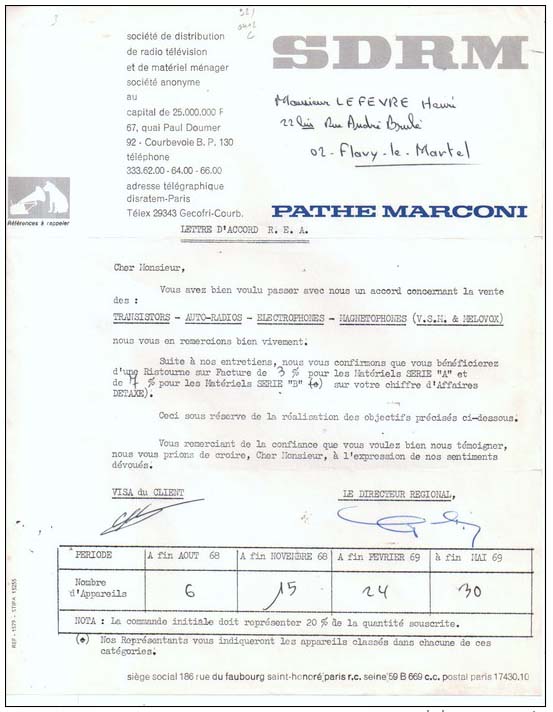 société de distribution
de radio télévision
et de matériel ménager
société anonyme
au
capital de 25.000.000 F
67, quai Paul Doumer
92 - Courbevoie B. P. 130
téléphone
333.62.00 - 64.00 - 66.00
adresse télégraphique
disratem-Paris
Télex 29343 Gecofri-Courb.
SDRM
Monsieur LEFEVRE Henri
22 bis Rue André Brulé
02 - Flavy-le-Martel
Références à rappeler
PATHE MARCONI
LETTRE D'ACCORD R. E. A.
Cher Monsieur,
Vous avez bien voulu passer avec nous un accord concernant la vente
des :
TRANSISTORS - AUTO-RADIOS - ELECTROPHONES - MAGNETOPHONES (V.S.M. & MELOVOX)
nous vous en remercions bien vivement.
Suite à nos entretiens, nous vous confirmons que vous bénéficierez
d'une Ristourne sur Facture de 3 % pour les Matériels SERIE "A" et
de 7 % pour les Matériels SERIE "B" (*) sur votre chiffre d'Affaires
DETAXE).
Ceci sous réserve de la réalisation des objectifs précisés ci-dessous.
Vous remerciant de la confiance que vous voulez bien nous témoigner,
nous vous prions de croire, Cher Monsieur, à l'expression de nos sentiments
dévoués.
VISA du CLIENT
LE DIRECTEUR REGIONAL,
PERIODE A fin AOUT 68 A fin NOVEMBRE 68 A fin FEVRIER 69 à fin MAI 69
Nombre
d'Appareils 6 15 24 30
NOTA : La commande initiale doit représenter 20 % de la quantité souscrite.
(*) Nos Représentants vous indiqueront les appareils classés dans chacune de ces
catégories.
siège social 186 rue du faubourg saint-honoré paris r.c. seine 59 B 669 c.c. postal paris 17430.10